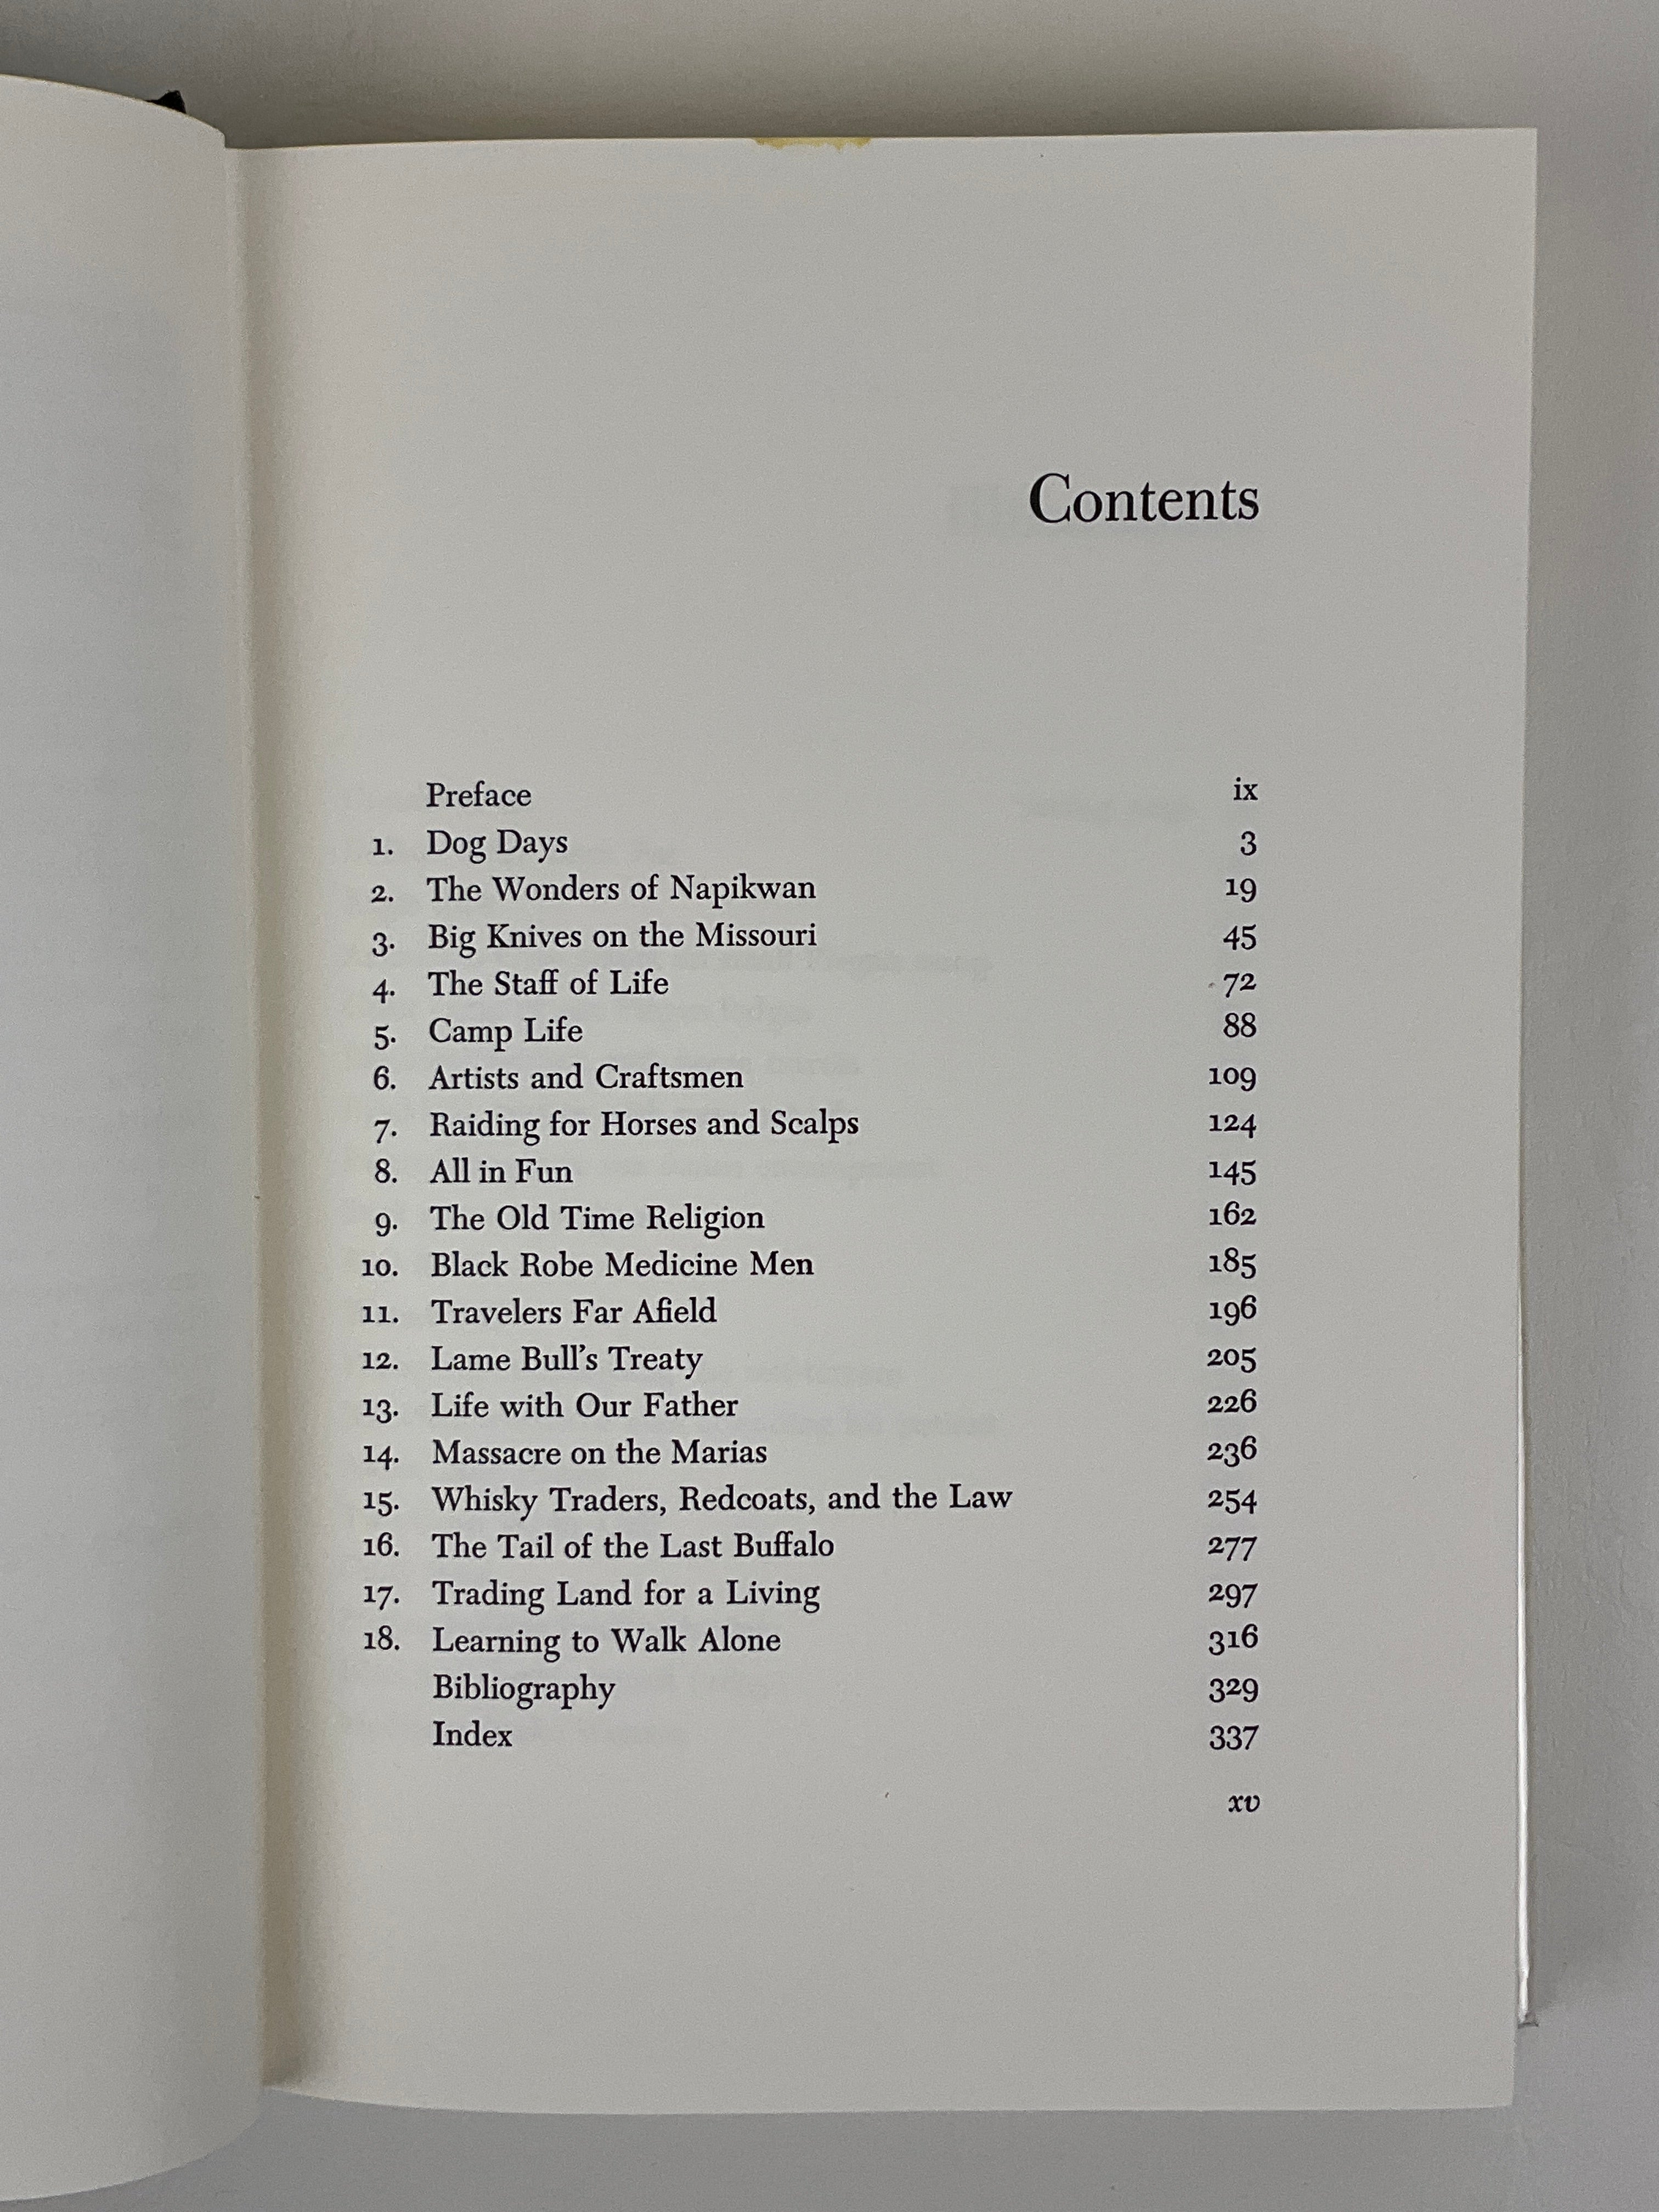 Contents
Preface ix
1. Dog Days 3
2. The Wonders of Napikwan 19
3. Big Knives on the Missouri 45
4. The Staff of Life 72
5. Camp Life 88
6. Artists and Craftsmen 109
7. Raiding for Horses and Scalps 124
8. All in Fun 145
9. The Old Time Religion 162
10. Black Robe Medicine Men 185
11. Travelers Far Afield 196
12. Lame Bull's Treaty 205
13. Life with Our Father 226
14. Massacre on the Marias 236
15. Whisky Traders, Redcoats, and the Law 254
16. The Tail of the Last Buffalo 277
17. Trading Land for a Living 297
18. Learning to Walk Alone 316
Bibliography 329
Index 337
xv